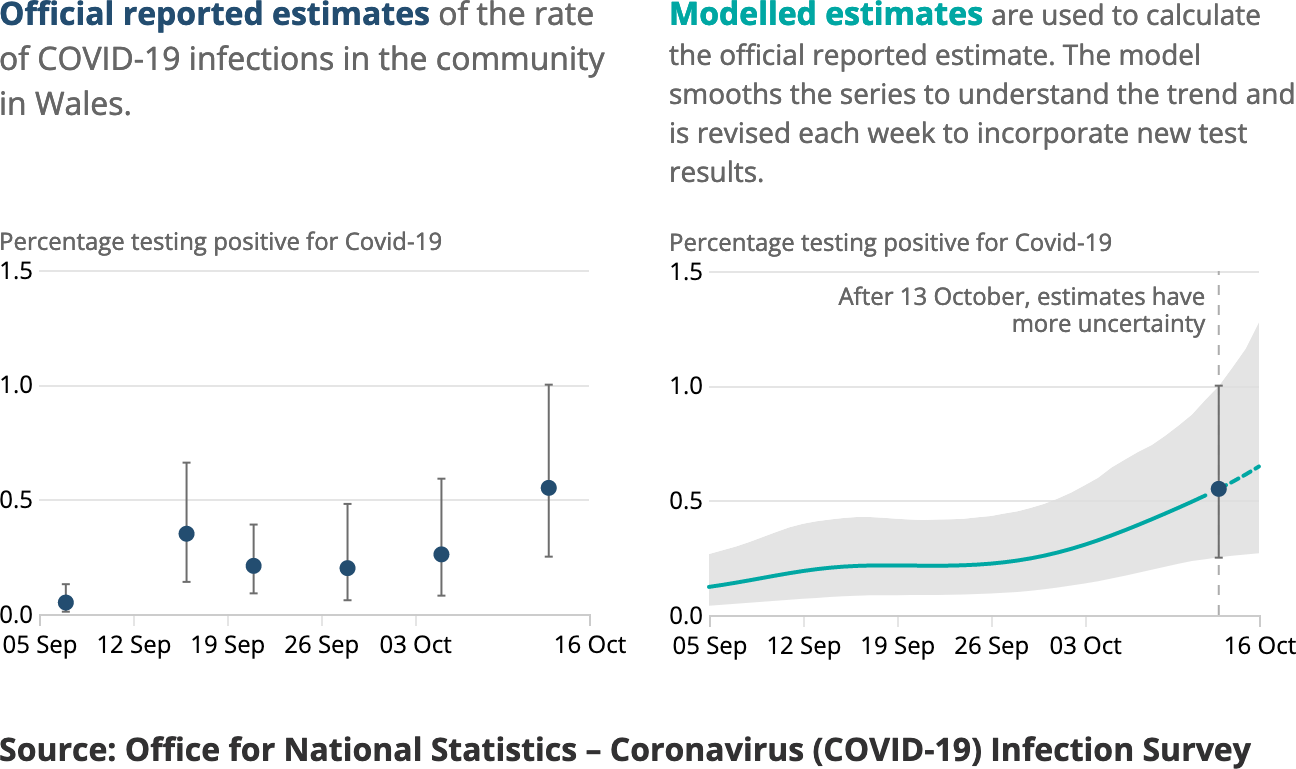 Official reported estimates of the rate
of COVID-19 infections in the community
in Wales.
Percentage testing positive for Covid-19
1.5
1.0
0.5
0.0
05 Sep 12 Sep 19 Sep 26 Sep 03 Oct 16 Oct
Modelled estimates are used to calculate
the official reported estimate. The model
smooths the series to understand the trend and
is revised each week to incorporate new test
results.
Percentage testing positive for Covid-19
1.5
After 13 October, estimates have
more uncertainty
1.0
0.5
0.0
05 Sep 12 Sep 19 Sep 26 Sep 03 Oct 16 Oct
Source: Office for National Statistics – Coronavirus (COVID-19) Infection Survey